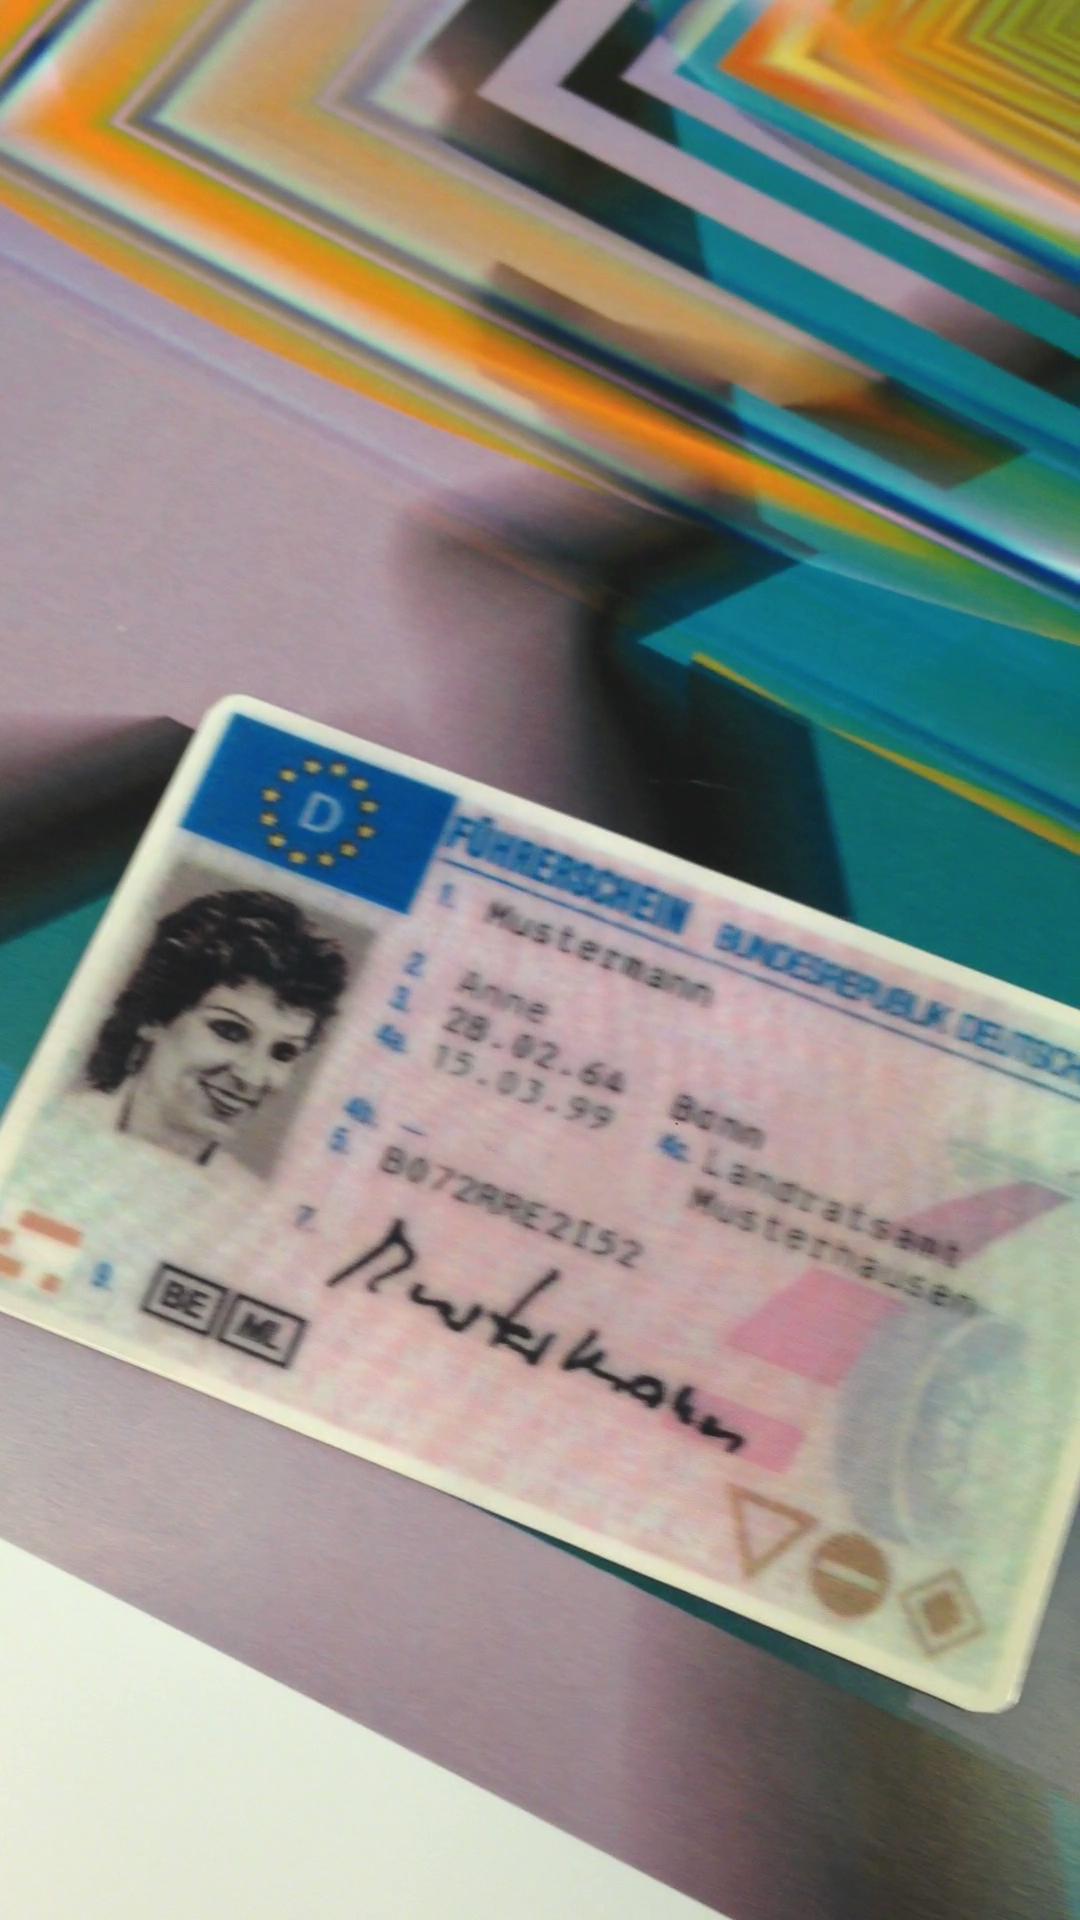 D
FÜHRERSCHEIN BUNDESREPUBLIK DEUTSCH
1. Mustermann
2. Anne
3. 28.02.64 Bonn
4a. 15.03.99 4c. Landratsamt
Musterhausen
4b. –
5. B072RRE2I52
7. Mustermann
9. BE ML